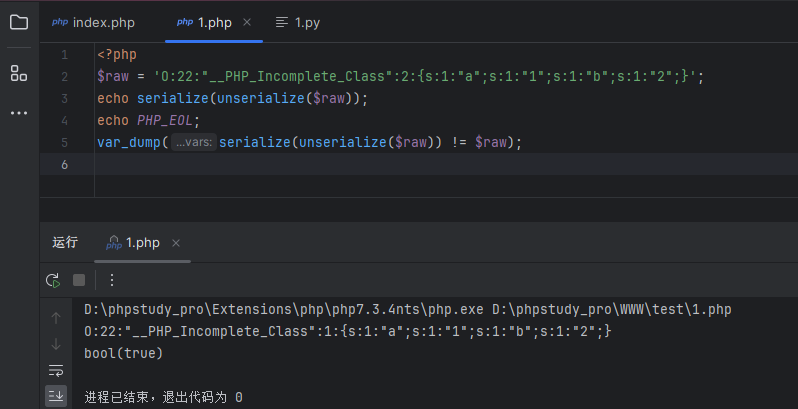 index.php
1.php
1.py
1 <?php
2 $raw = 'O:22:"__PHP_Incomplete_Class":2:{s:1:"a";s:1:"1";s:1:"b";s:1:"2";}';
3 echo serialize(unserialize($raw));
4 echo PHP_EOL;
5 var_dump( ...vars: serialize(unserialize($raw)) != $raw);
6
运行 1.php
D:\phpstudy_pro\Extensions\php\php7.3.4nts\php.exe D:\phpstudy_pro\WWW\test\1.php
O:22:"__PHP_Incomplete_Class":1:{s:1:"a";s:1:"1";s:1:"b";s:1:"2";}
bool(true)
进程已结束，退出代码为 0